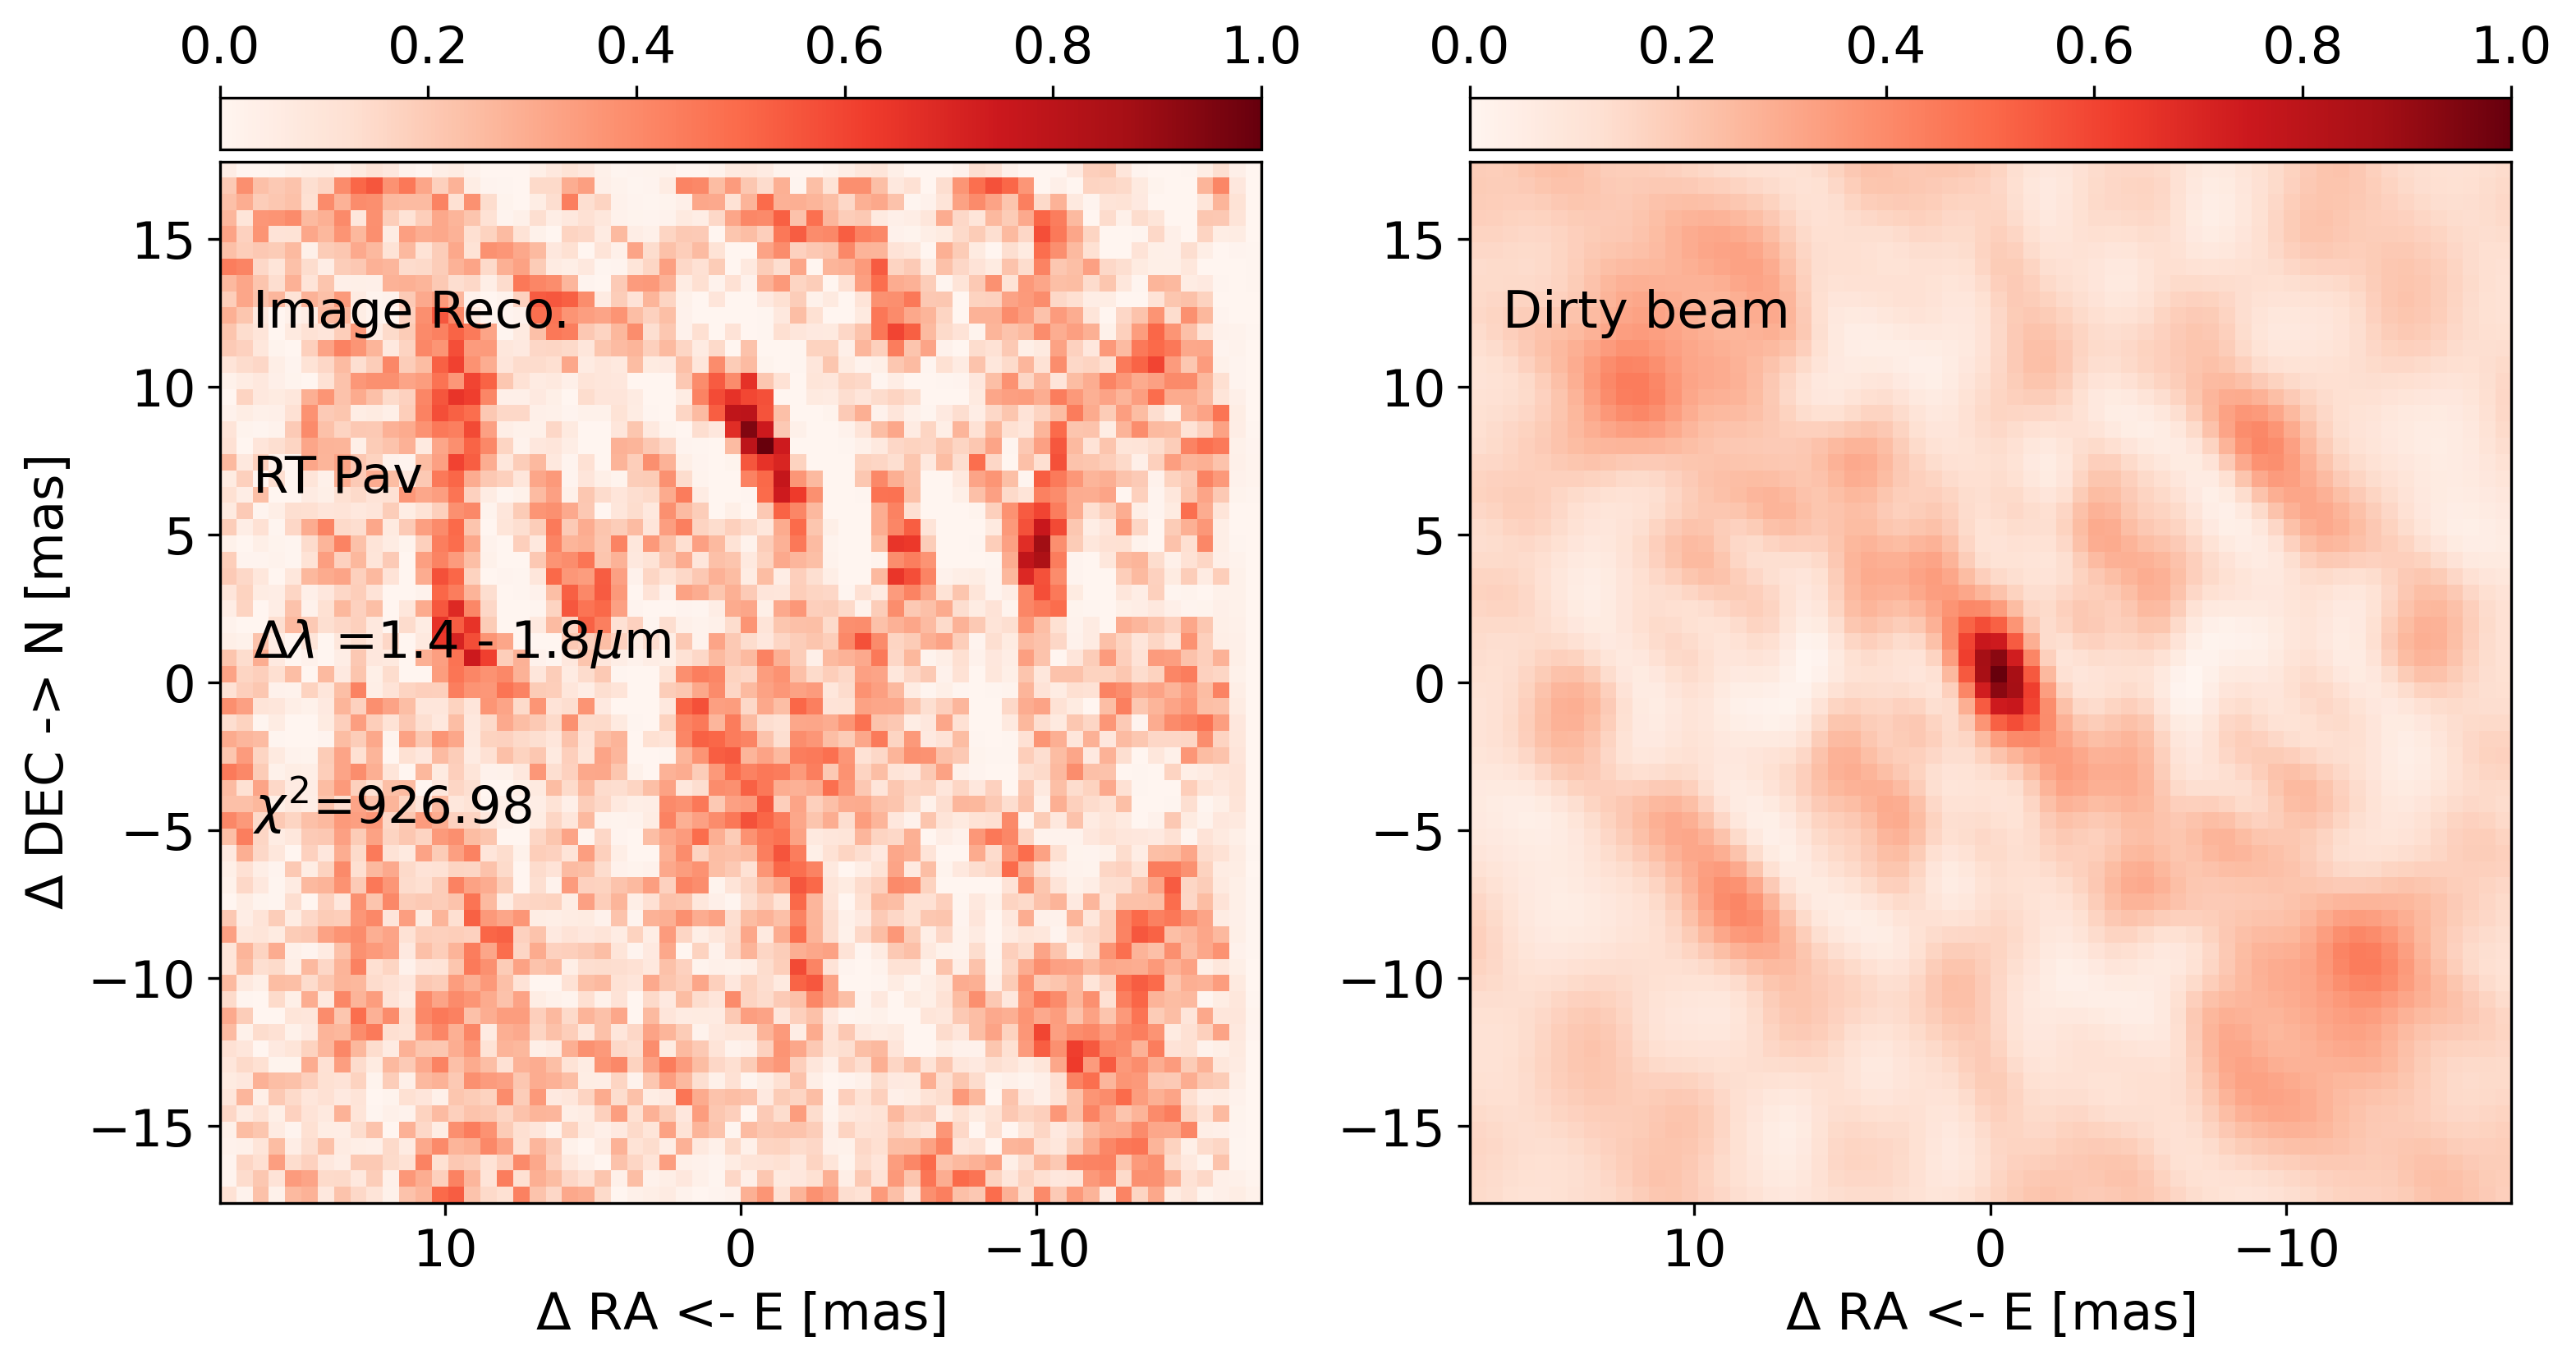 0.0 0.2 0.4 0.6 0.8 1.0
Image Reco.
RT Pav
Δλ =1.4 - 1.8μm
χ²=926.98
15
10
5
0
−5
−10
−15
Δ DEC -> N [mas]
10 0 −10
Δ RA <- E [mas]
0.0 0.2 0.4 0.6 0.8 1.0
Dirty beam
15
10
5
0
−5
−10
−15
10 0 −10
Δ RA <- E [mas]